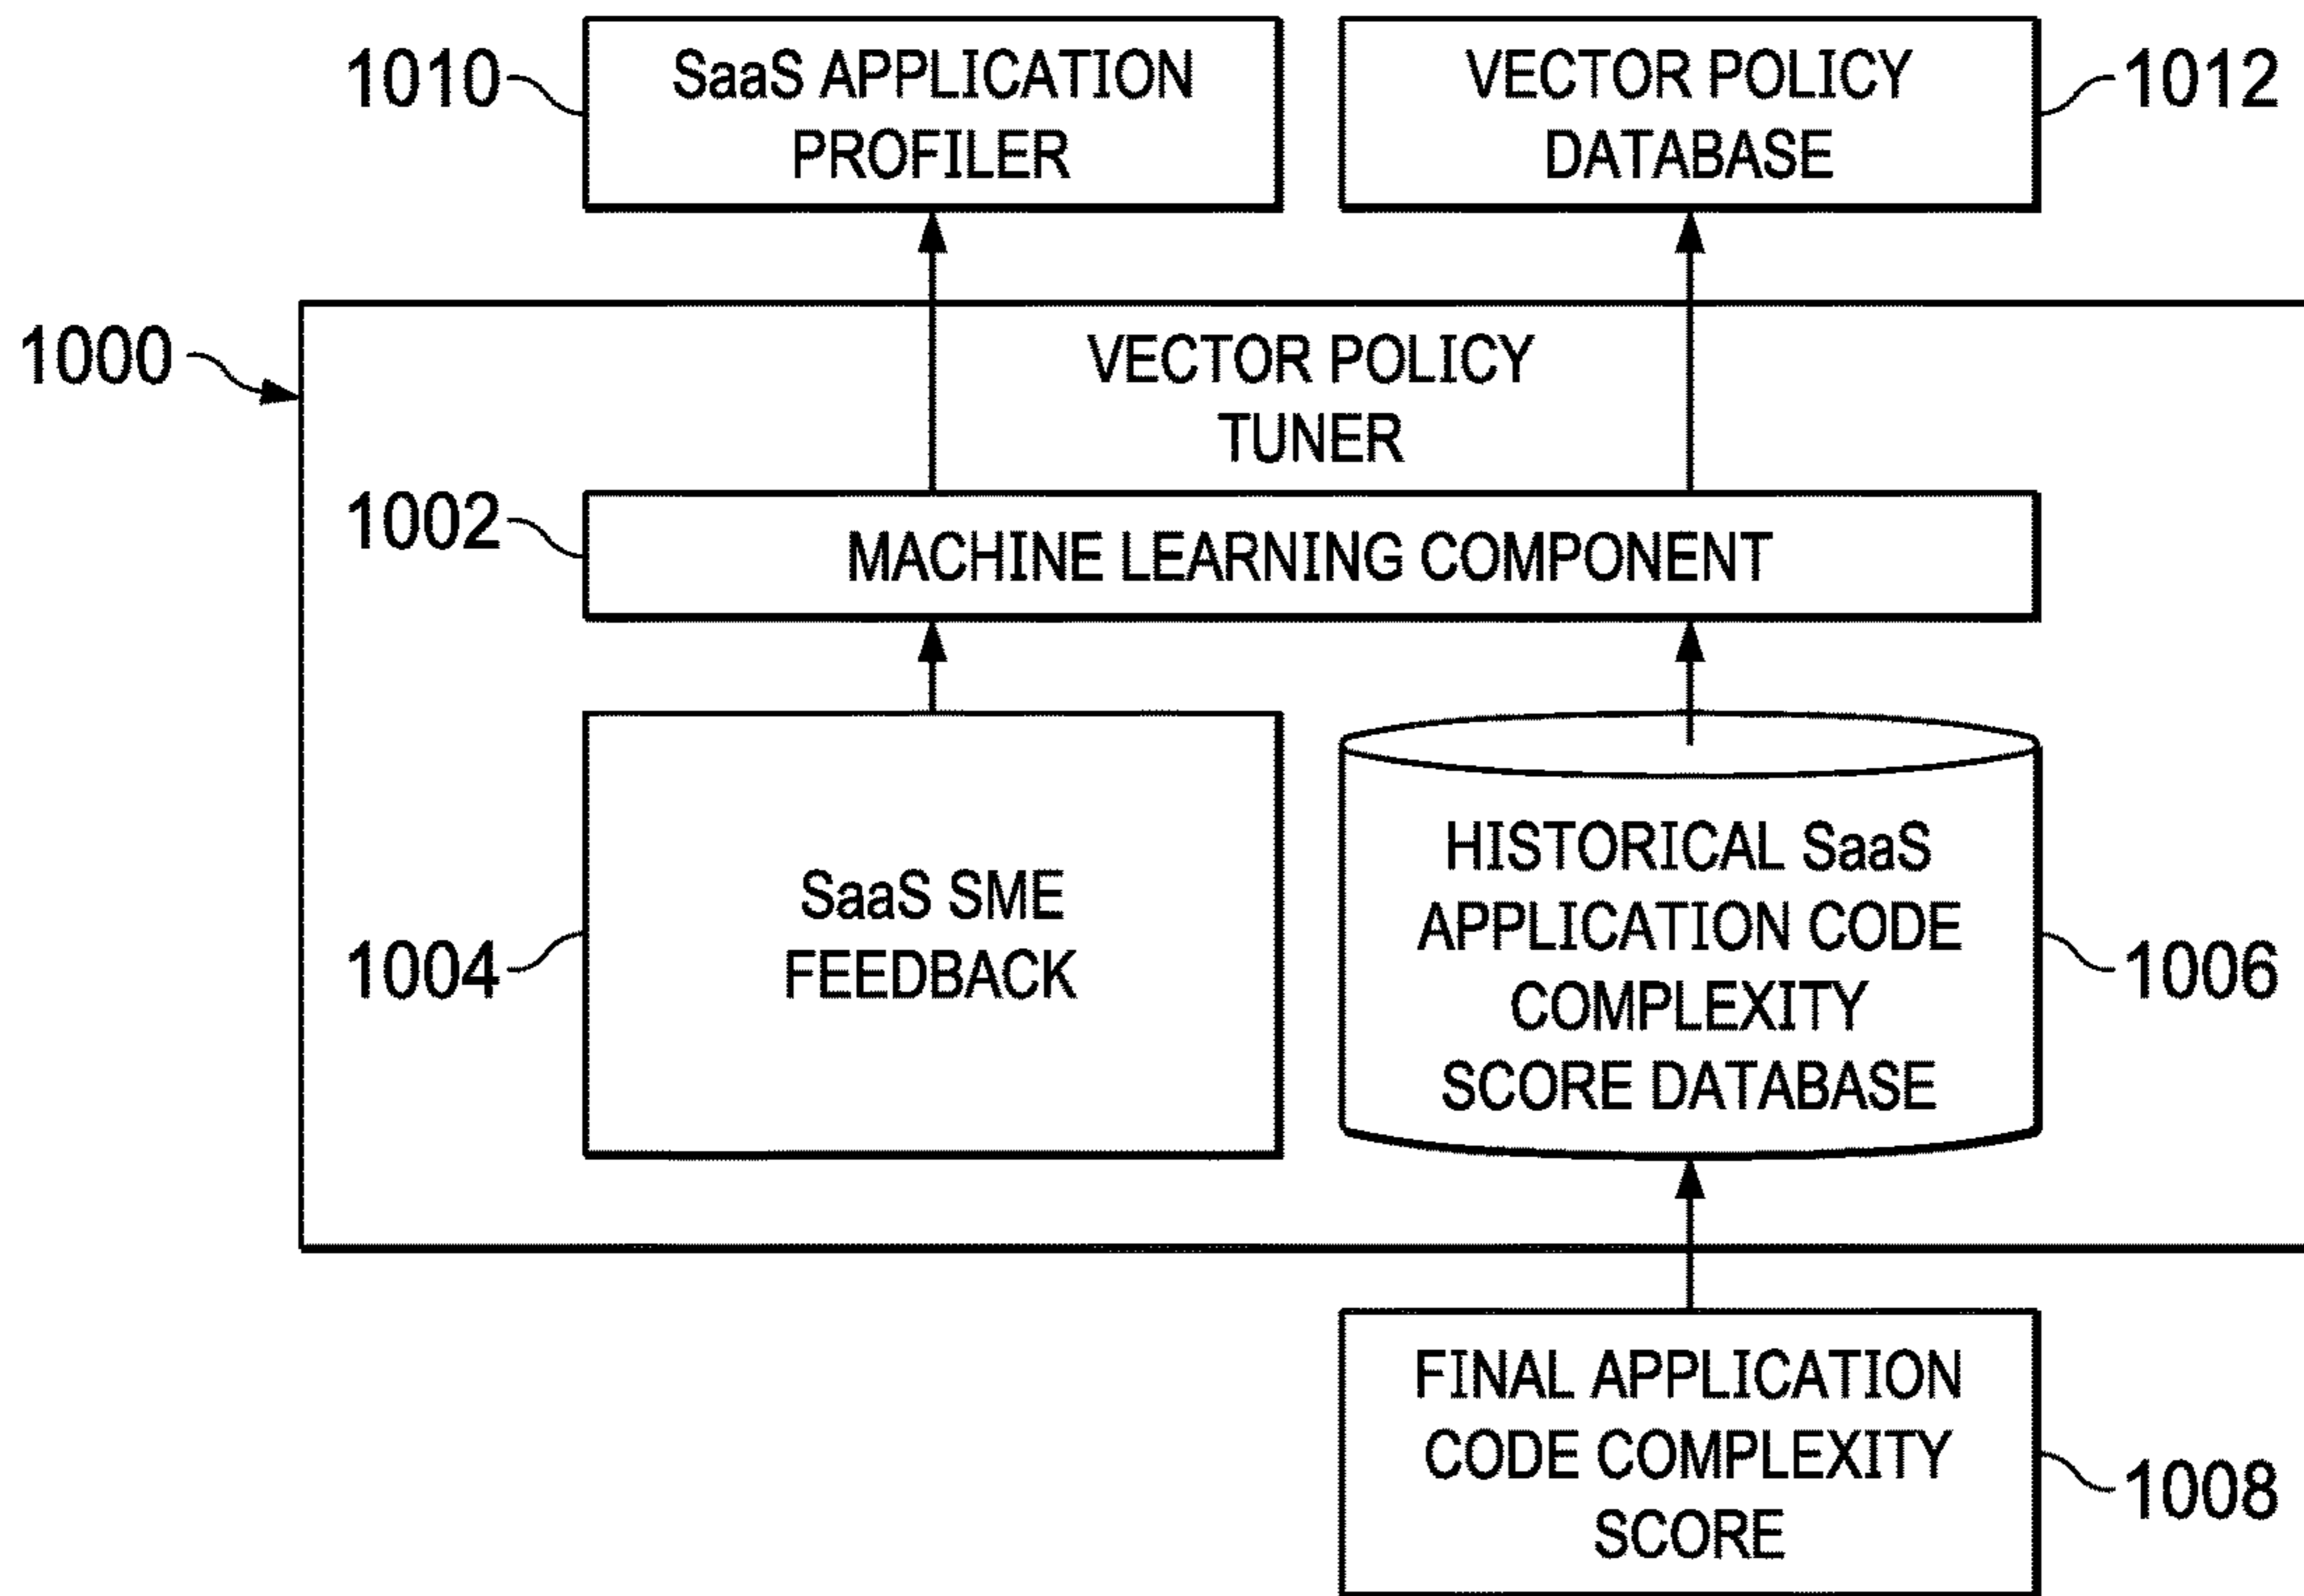 1010
SaaS APPLICATION
PROFILER
VECTOR POLICY
DATABASE
1012
1000
VECTOR POLICY
TUNER
1002
MACHINE LEARNING COMPONENT
1004
SaaS SME
FEEDBACK
HISTORICAL SaaS
APPLICATION CODE
COMPLEXITY
SCORE DATABASE
1006
FINAL APPLICATION
CODE COMPLEXITY
SCORE
1008